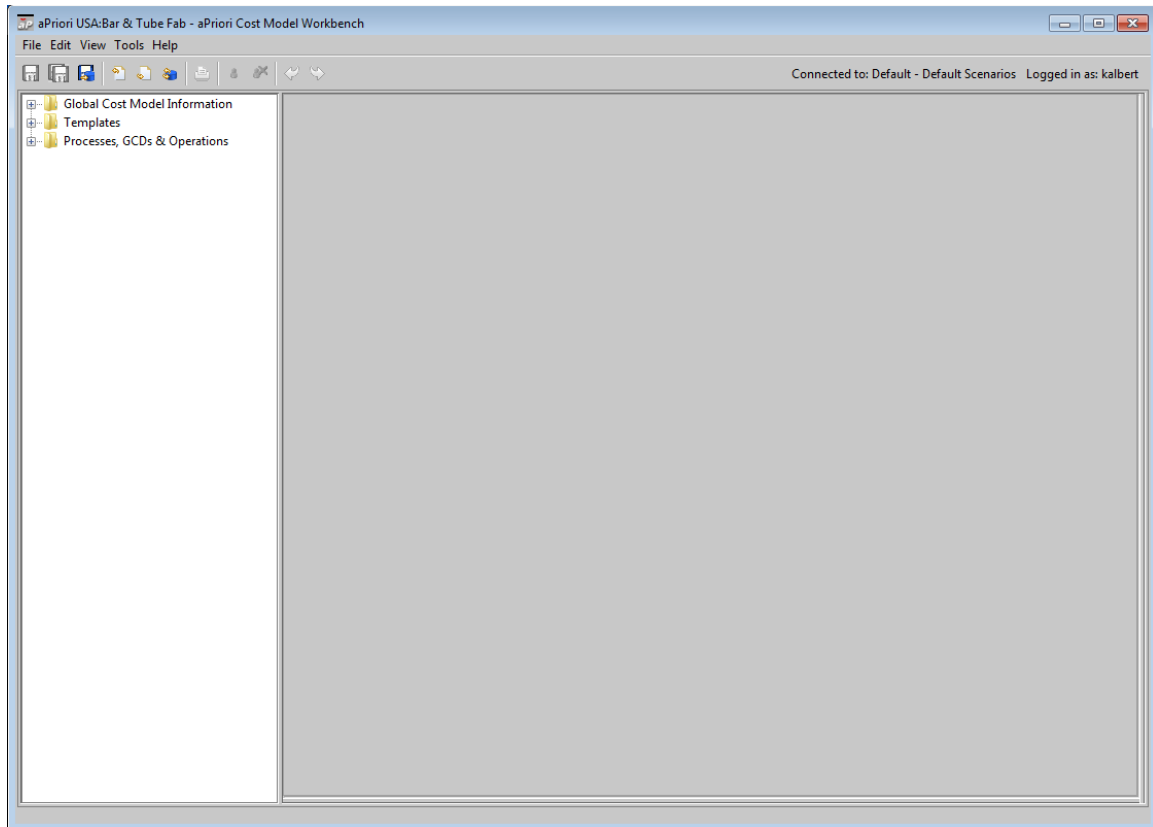 aPriori USA:Bar & Tube Fab - aPriori Cost Model Workbench
File Edit View Tools Help
Connected to: Default - Default Scenarios Logged in as: kalbert
Global Cost Model Information
Templates
Processes, GCDs & Operations